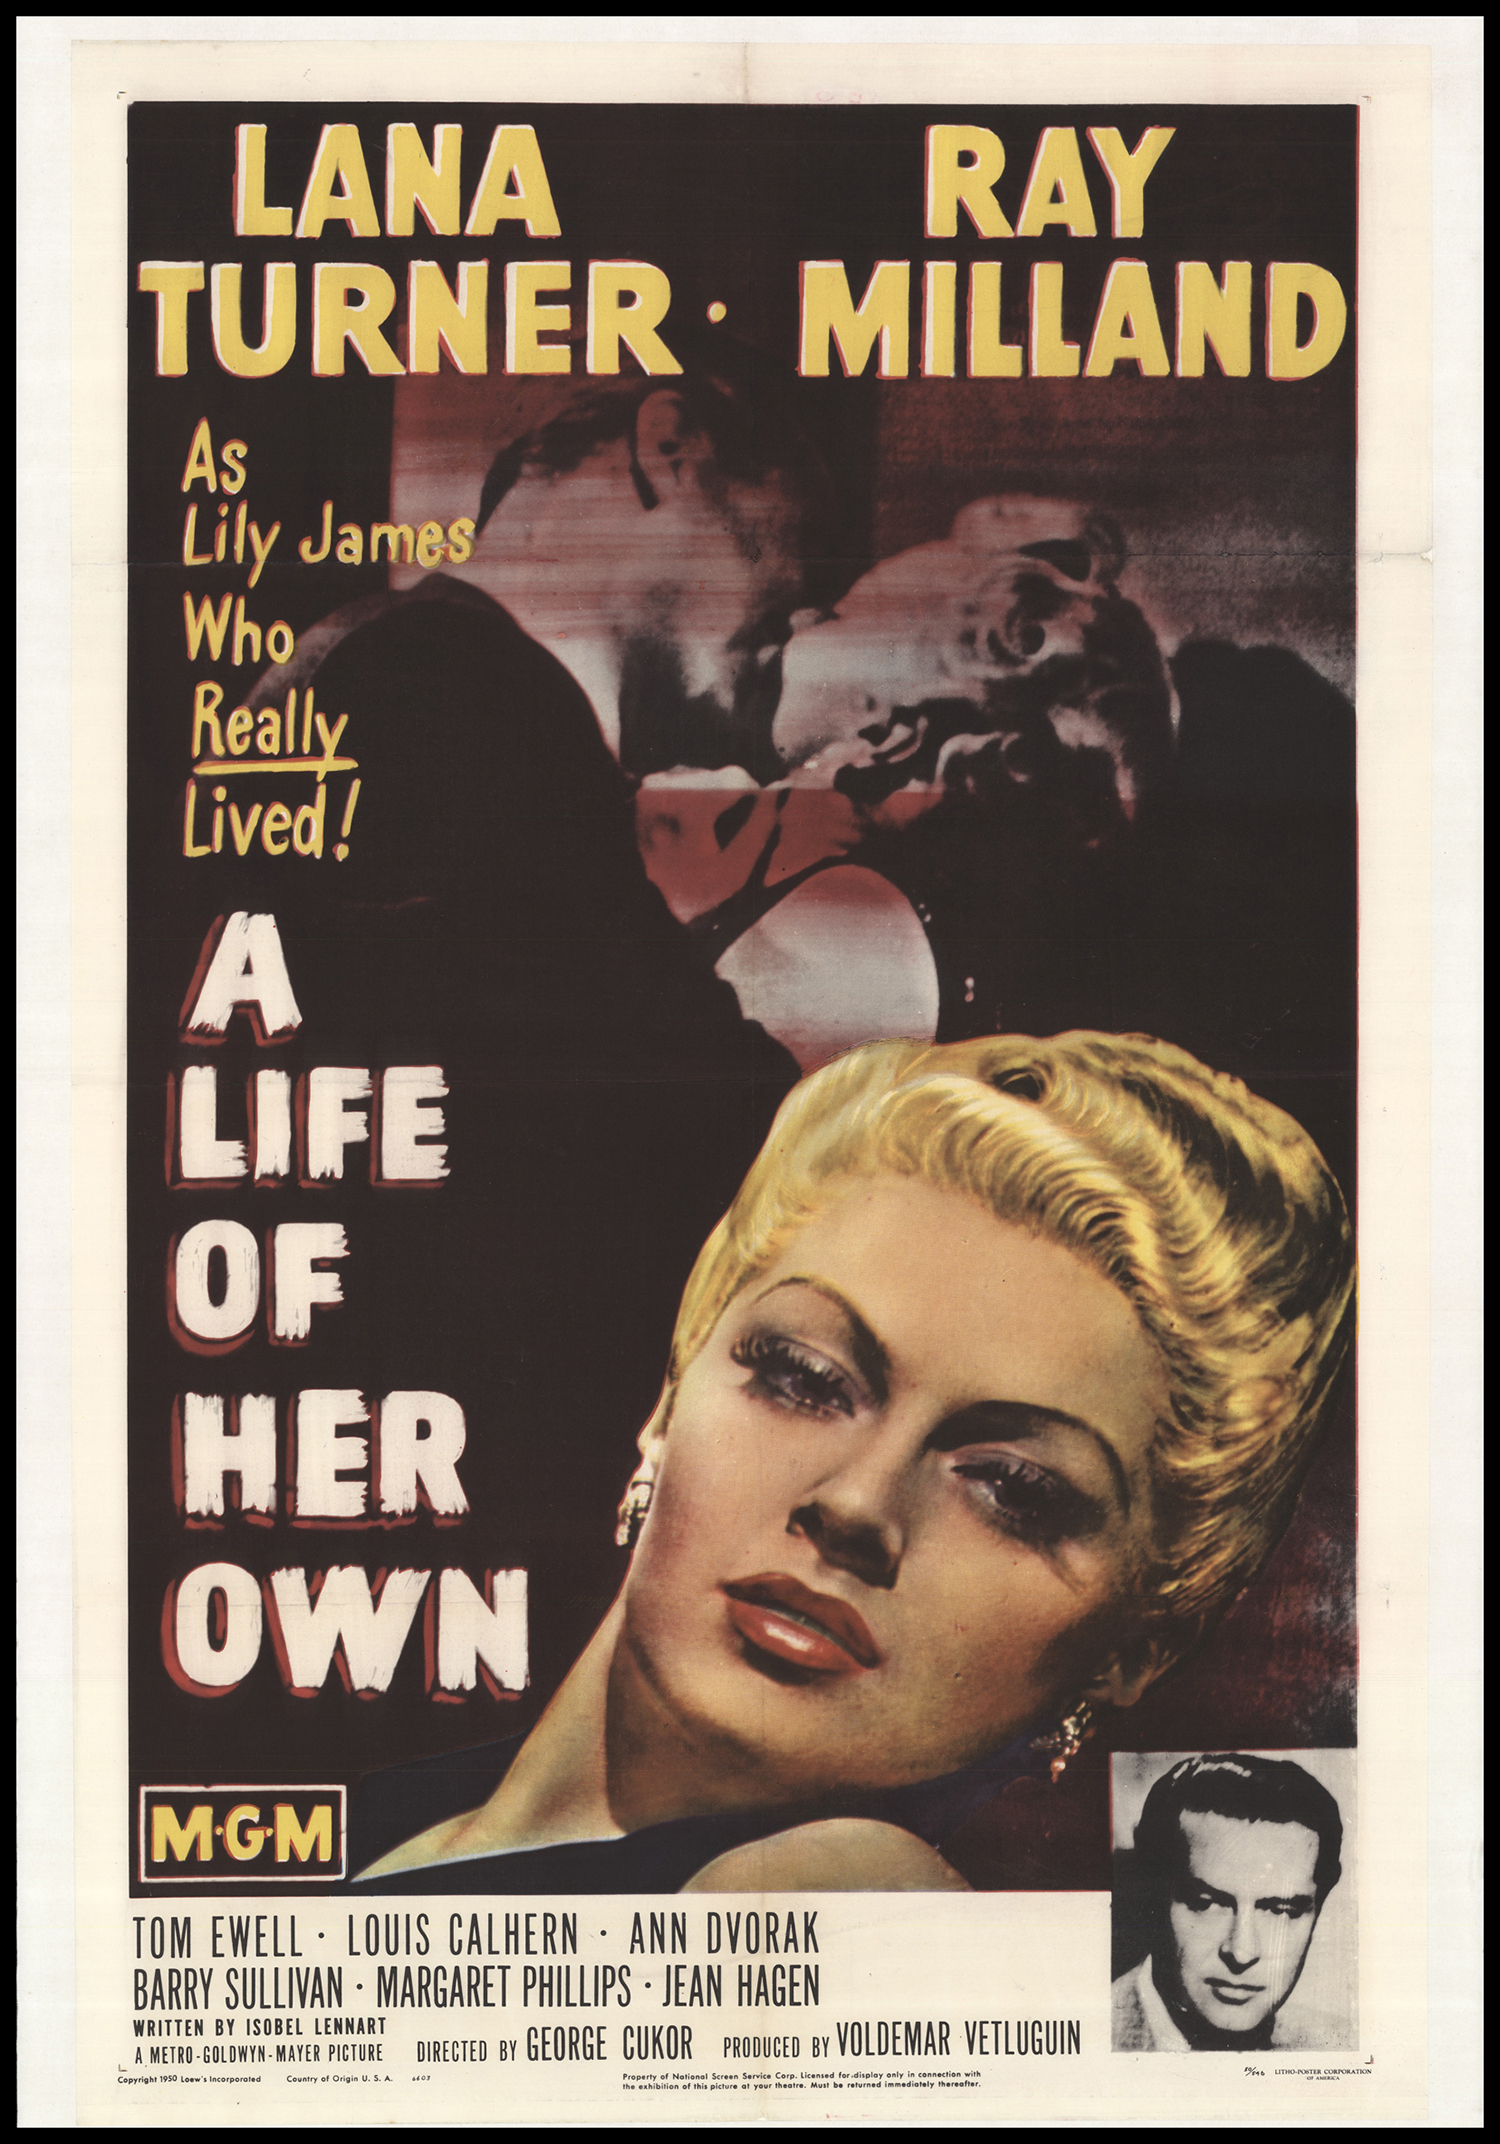 LANA RAY
TURNER · MILLAND
As
Lily James
Who
Really
Lived!
A
LIFE
OF
HER
OWN
M·G·M
TOM EWELL · LOUIS CALHERN · ANN DVORAK
BARRY SULLIVAN · MARGARET PHILLIPS · JEAN HAGEN
WRITTEN BY ISOBEL LENNART
A METRO-GOLDWYN-MAYER PICTURE
DIRECTED BY GEORGE CUKOR PRODUCED BY VOLDEMAR VETLUGUIN
Copyright 1950 Loew's Incorporated Country of Origin U. S. A.
Property of National Screen Service Corp. Licensed for display only in connection with
the exhibition of this picture at your theatre. Must be returned immediately thereafter.
LITHO-POSTER CORPORATION
OF AMERICA